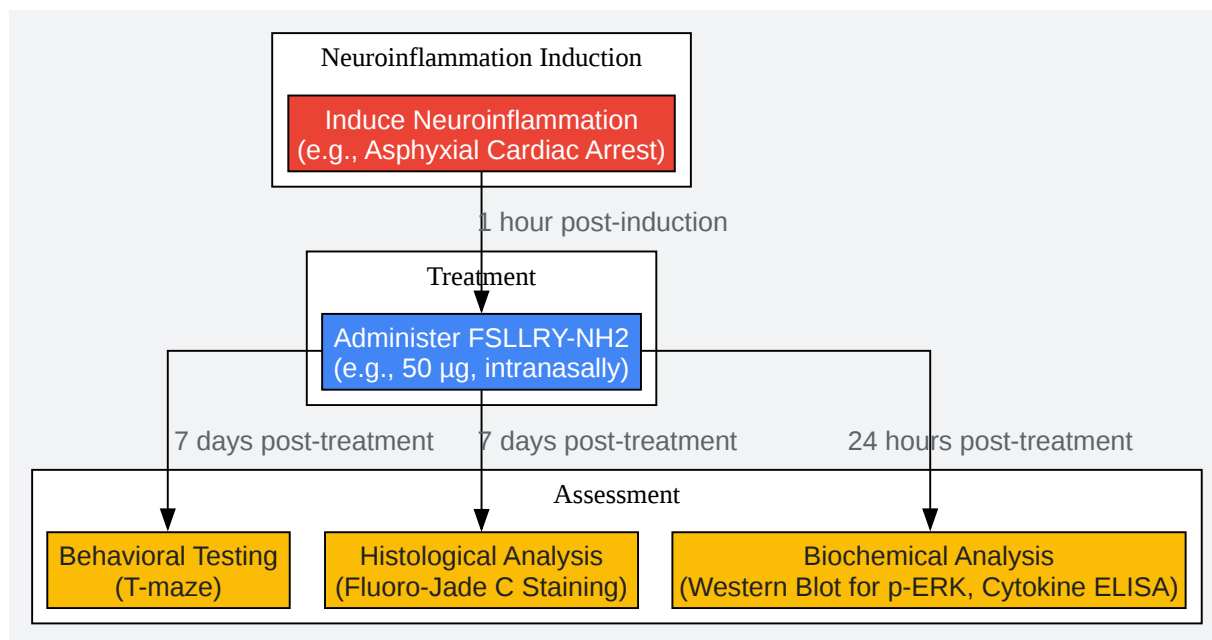 Neuroinflammation Induction
Induce Neuroinflammation
(e.g., Asphyxial Cardiac Arrest)
1 hour post-induction
Treatment
Administer FSLLRY-NH2
(e.g., 50 µg, intranasally)
7 days post-treatment
7 days post-treatment
24 hours post-treatment
Assessment
Behavioral Testing
(T-maze)
Histological Analysis
(Fluoro-Jade C Staining)
Biochemical Analysis
(Western Blot for p-ERK, Cytokine ELISA)